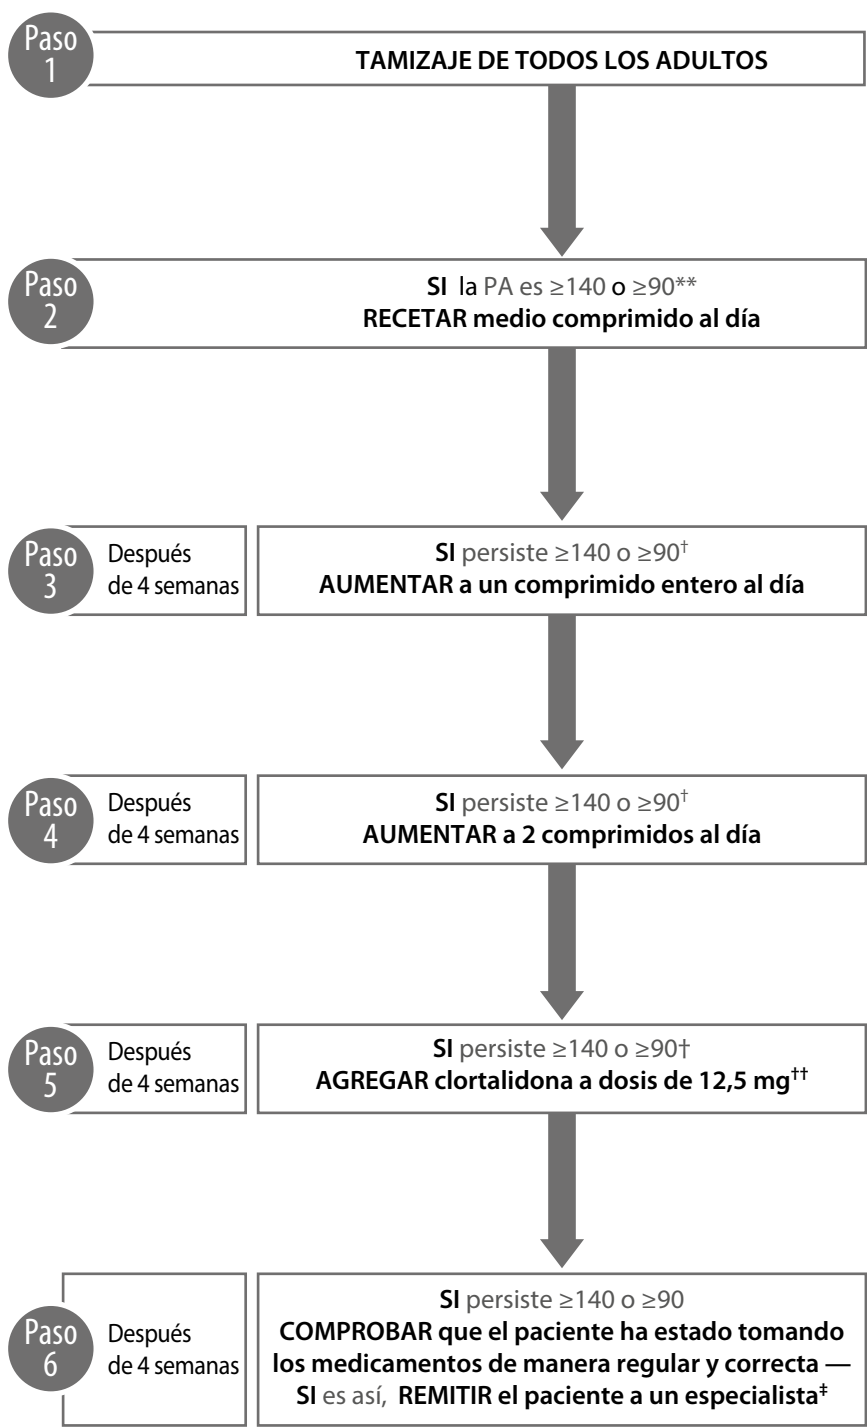 Paso
1
TAMIZAJE DE TODOS LOS ADULTOS
Paso
2
SI la PA es ≥140 o ≥90**
RECETAR medio comprimido al día
Paso
3
Después
de 4 semanas
SI persiste ≥140 o ≥90†
AUMENTAR a un comprimido entero al día
Paso
4
Después
de 4 semanas
SI persiste ≥140 o ≥90†
AUMENTAR a 2 comprimidos al día
Paso
5
Después
de 4 semanas
SI persiste ≥140 o ≥90†
AGREGAR clortalidona a dosis de 12,5 mg††
Paso
6
Después
de 4 semanas
SI persiste ≥140 o ≥90
COMPROBAR que el paciente ha estado tomando
los medicamentos de manera regular y correcta —
SI es así, REMITIR el paciente a un especialista‡